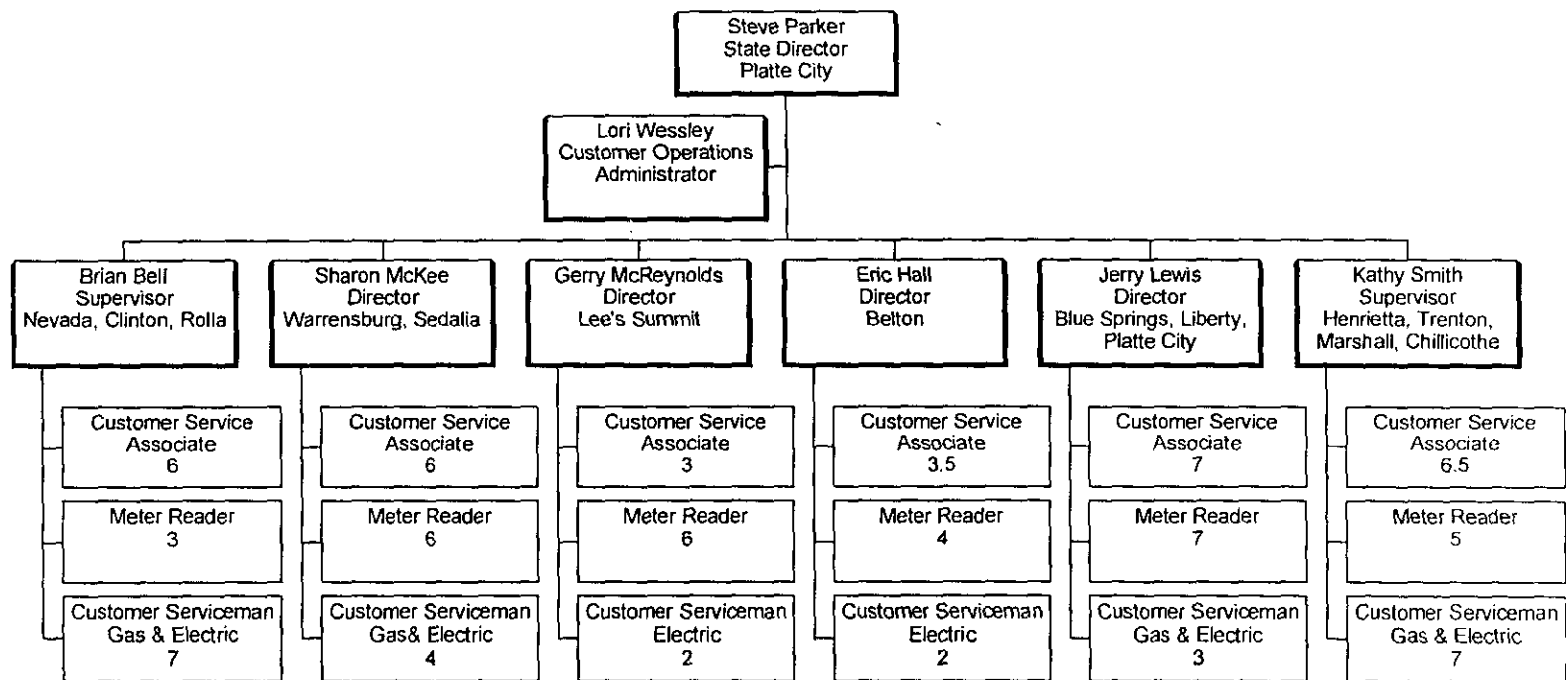 Steve Parker
State Director
Platte City
Lori Wessley
Customer Operations
Administrator
Brian Bell
Supervisor
Nevada, Clinton, Rolla
Sharon McKee
Director
Warrensburg, Sedalia
Gerry McReynolds
Director
Lee's Summit
Eric Hall
Director
Belton
Jerry Lewis
Director
Blue Springs, Liberty,
Platte City
Kathy Smith
Supervisor
Henrietta, Trenton,
Marshall, Chillicothe
Customer Service
Associate
6
Customer Service
Associate
6
Customer Service
Associate
3
Customer Service
Associate
3.5
Customer Service
Associate
7
Customer Service
Associate
6.5
Meter Reader
3
Meter Reader
6
Meter Reader
6
Meter Reader
4
Meter Reader
7
Meter Reader
5
Customer Serviceman
Gas & Electric
7
Customer Serviceman
Gas& Electric
4
Customer Serviceman
Electric
2
Customer Serviceman
Electric
2
Customer Serviceman
Gas & Electric
3
Customer Serviceman
Gas & Electric
7